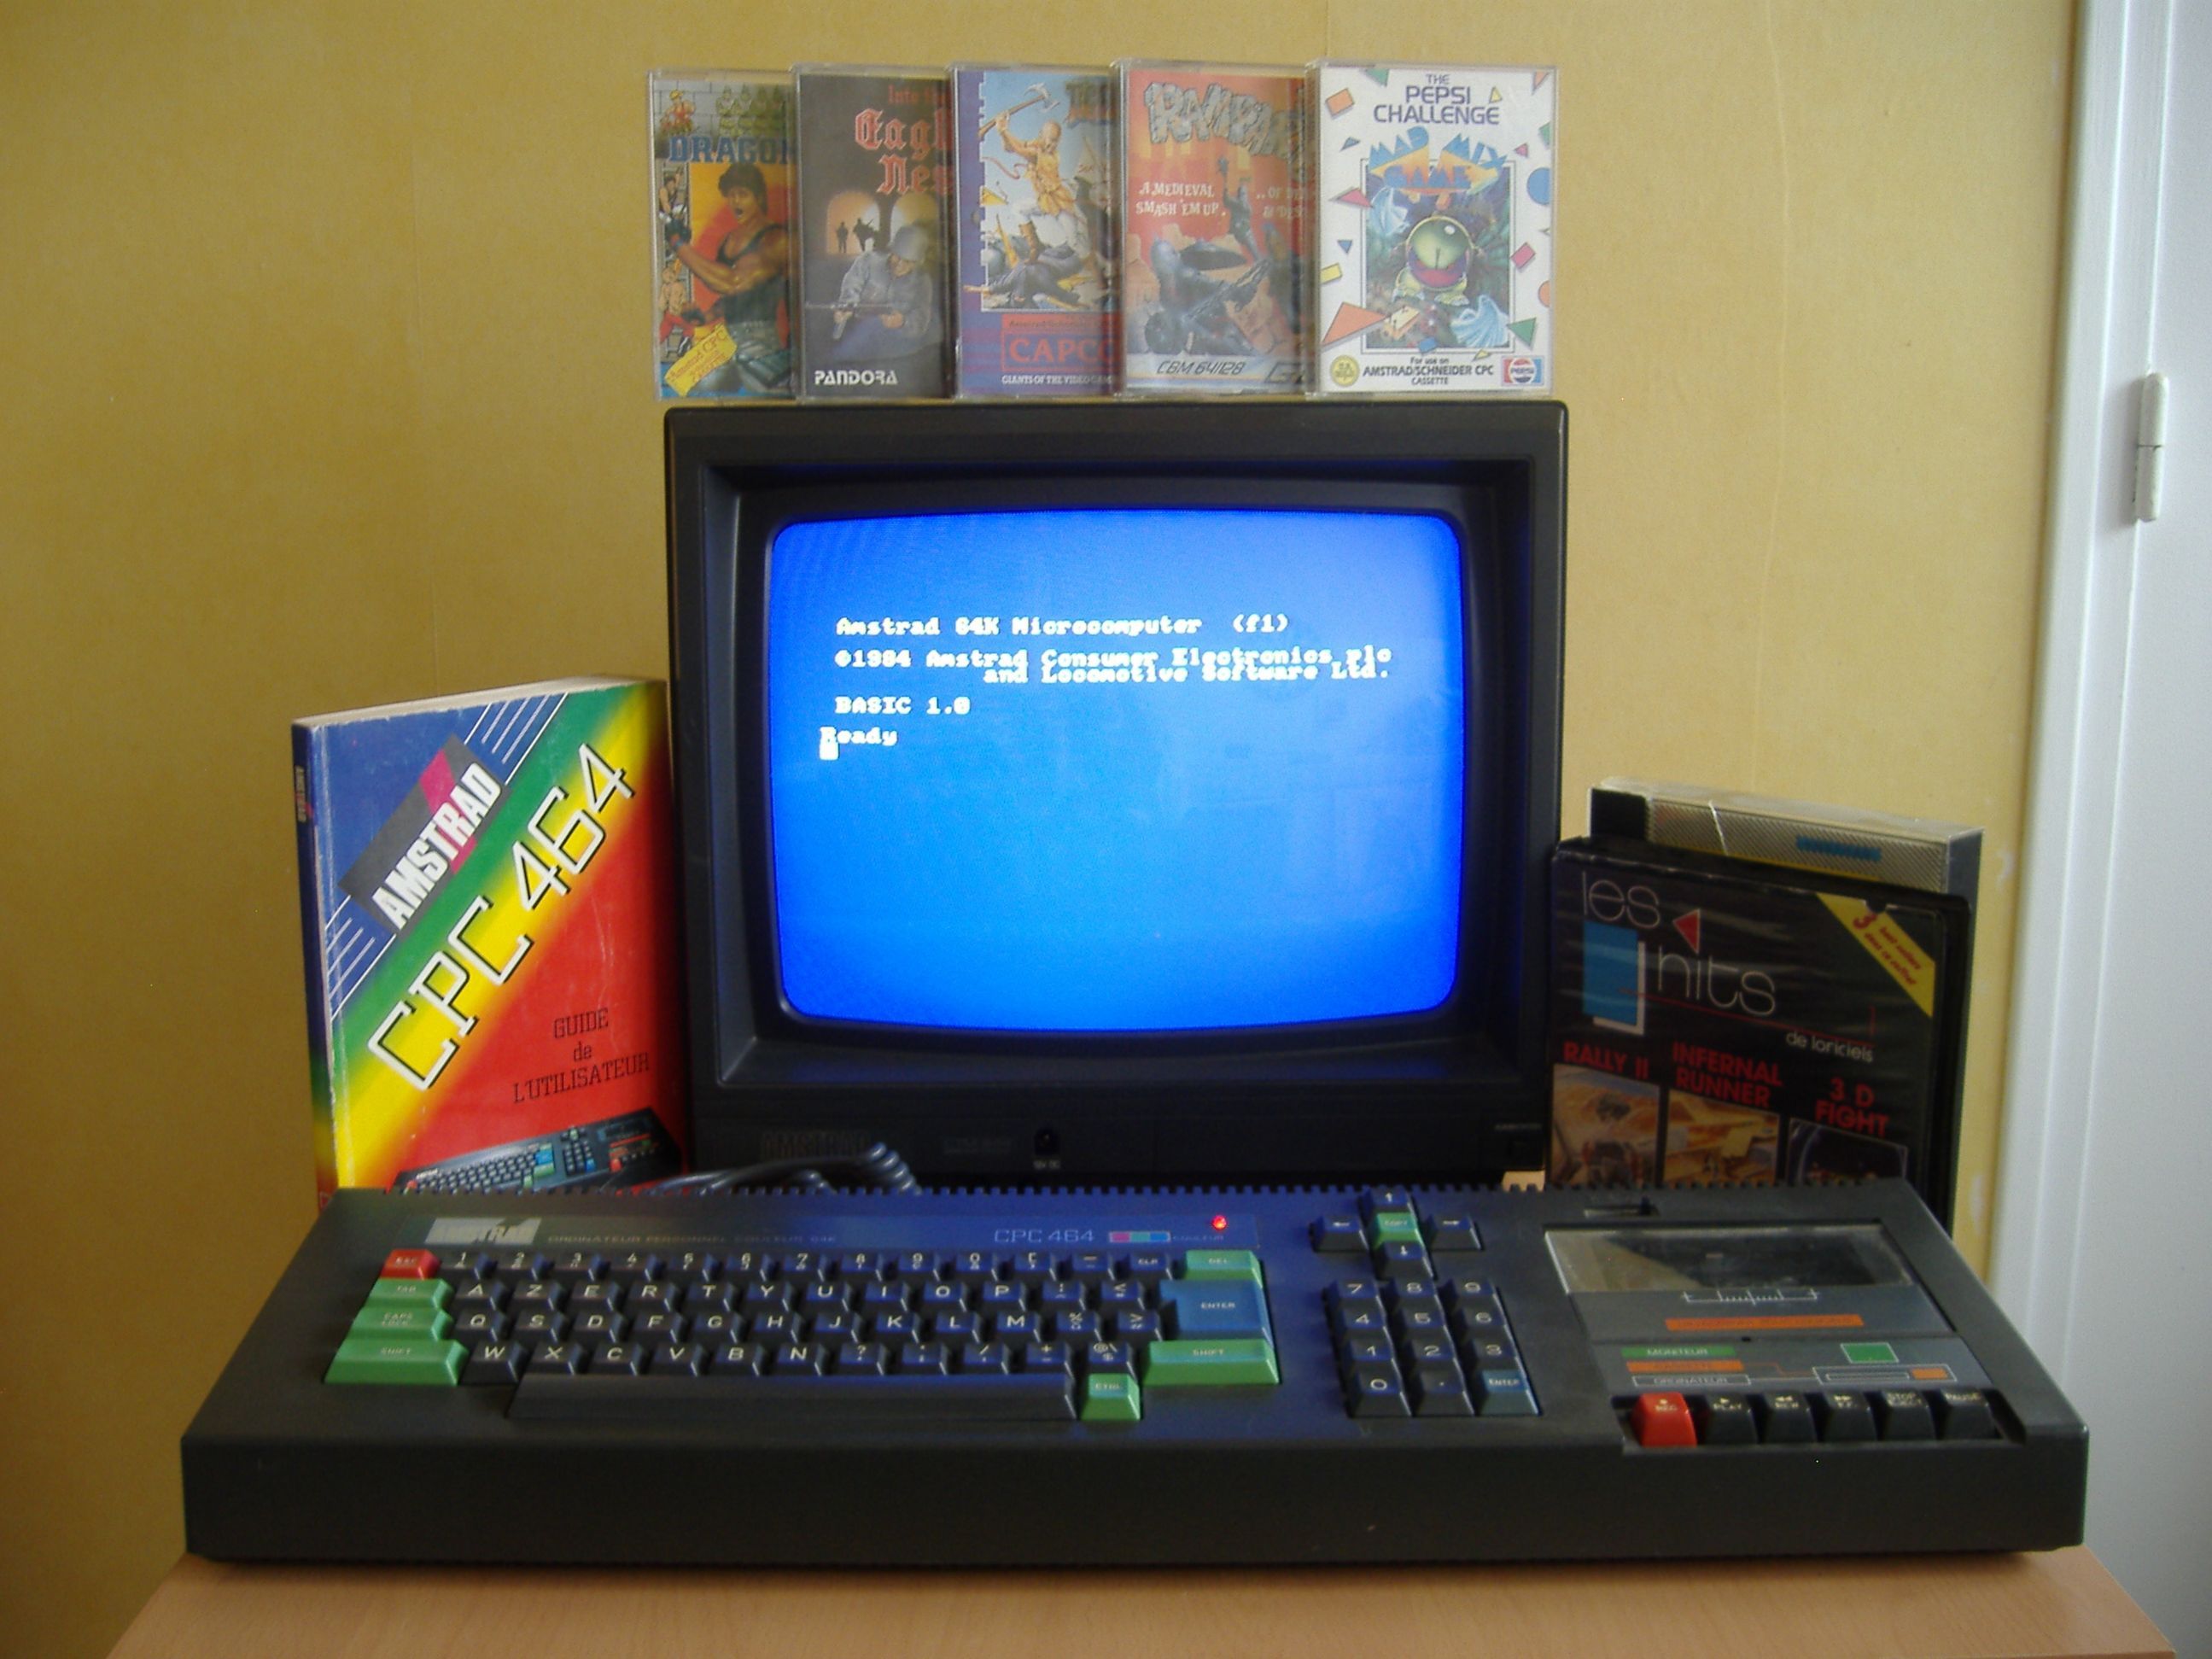 DRAGON
Amstrad CPC
PANDORA
CAPCO
GIANTS OF THE VIDEO GAM
A MEDIEVAL
SMASH 'EM UP.
CBM 64/128
THE
PEPSI
CHALLENGE
MAD MIX
GAME
For use on
AMSTRAD/SCHNEIDER CPC
CASSETTE
PEPSI
Amstrad 64K Microcomputer (f1)
©1984 Amstrad Consumer Electronics plc
and Locomotive Software Ltd.
BASIC 1.0
Ready
AMSTRAD
CPC 464
GUIDE
de
L'UTILISATEUR
les
hits
de loriciels
3
RALLY II
INFERNAL
RUNNER
3 D
FIGHT
AMSTRAD
ORDINATEUR PERSONNEL COULEUR 64K
CPC 464
COULEUR
ESC 1 2 3 4 5 6 7 8 9 0 CLR DEL
TAB A Z E R T Y U I O P ENTER
CAPS LOCK Q S D F G H J K L M
SHIFT W X C V B N SHIFT
CTRL
COPY
7 8 9
4 5 6
1 2 3
0 . ENTER
MONITEUR
ORDINATEUR
REC PLAY REW F.F. STOP EJECT PAUSE